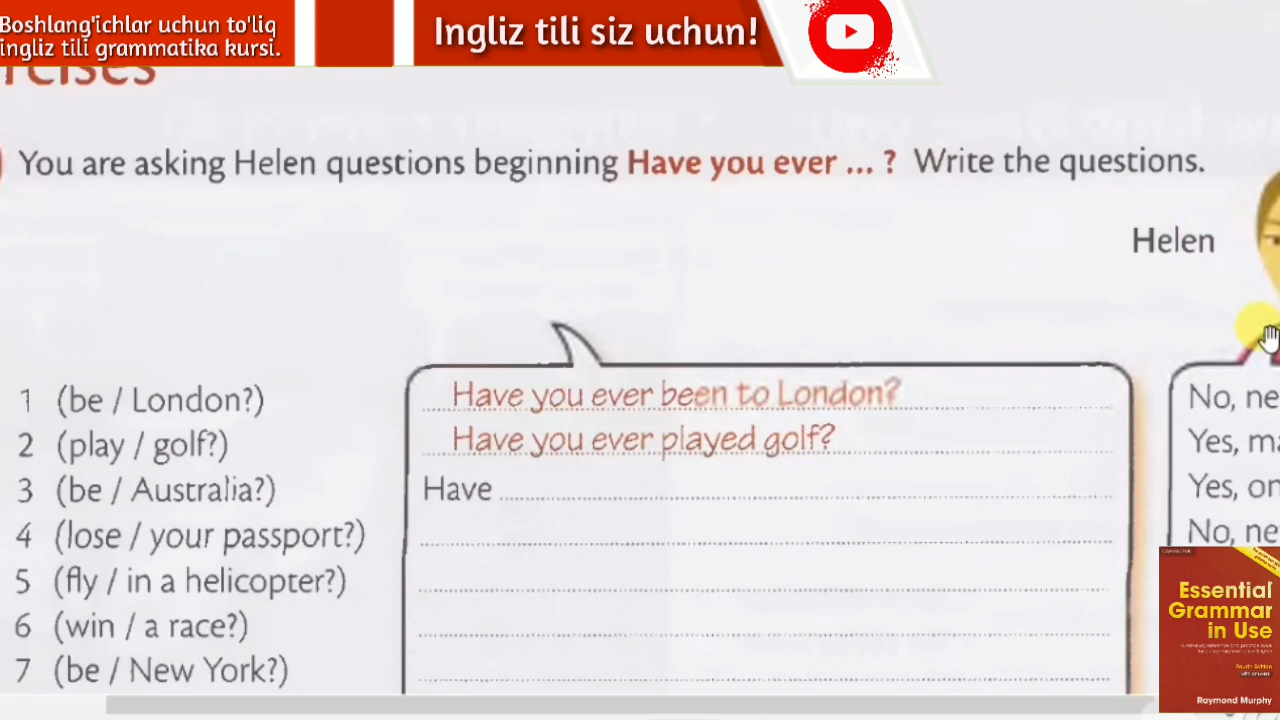 Boshlang'ichlar uchun to'liq
ingliz tili grammatika kursi.
Ingliz tili siz uchun!
You are asking Helen questions beginning Have you ever ... ? Write the questions.
Helen
1 (be / London?)
Have you ever been to London?
No, ne
2 (play / golf?)
Have you ever played golf?
Yes, ma
3 (be / Australia?)
Have
Yes, on
4 (lose / your passport?)
No, ne
5 (fly / in a helicopter?)
6 (win / a race?)
7 (be / New York?)
Essential
Grammar
in Use
Fourth Edition
Raymond Murphy